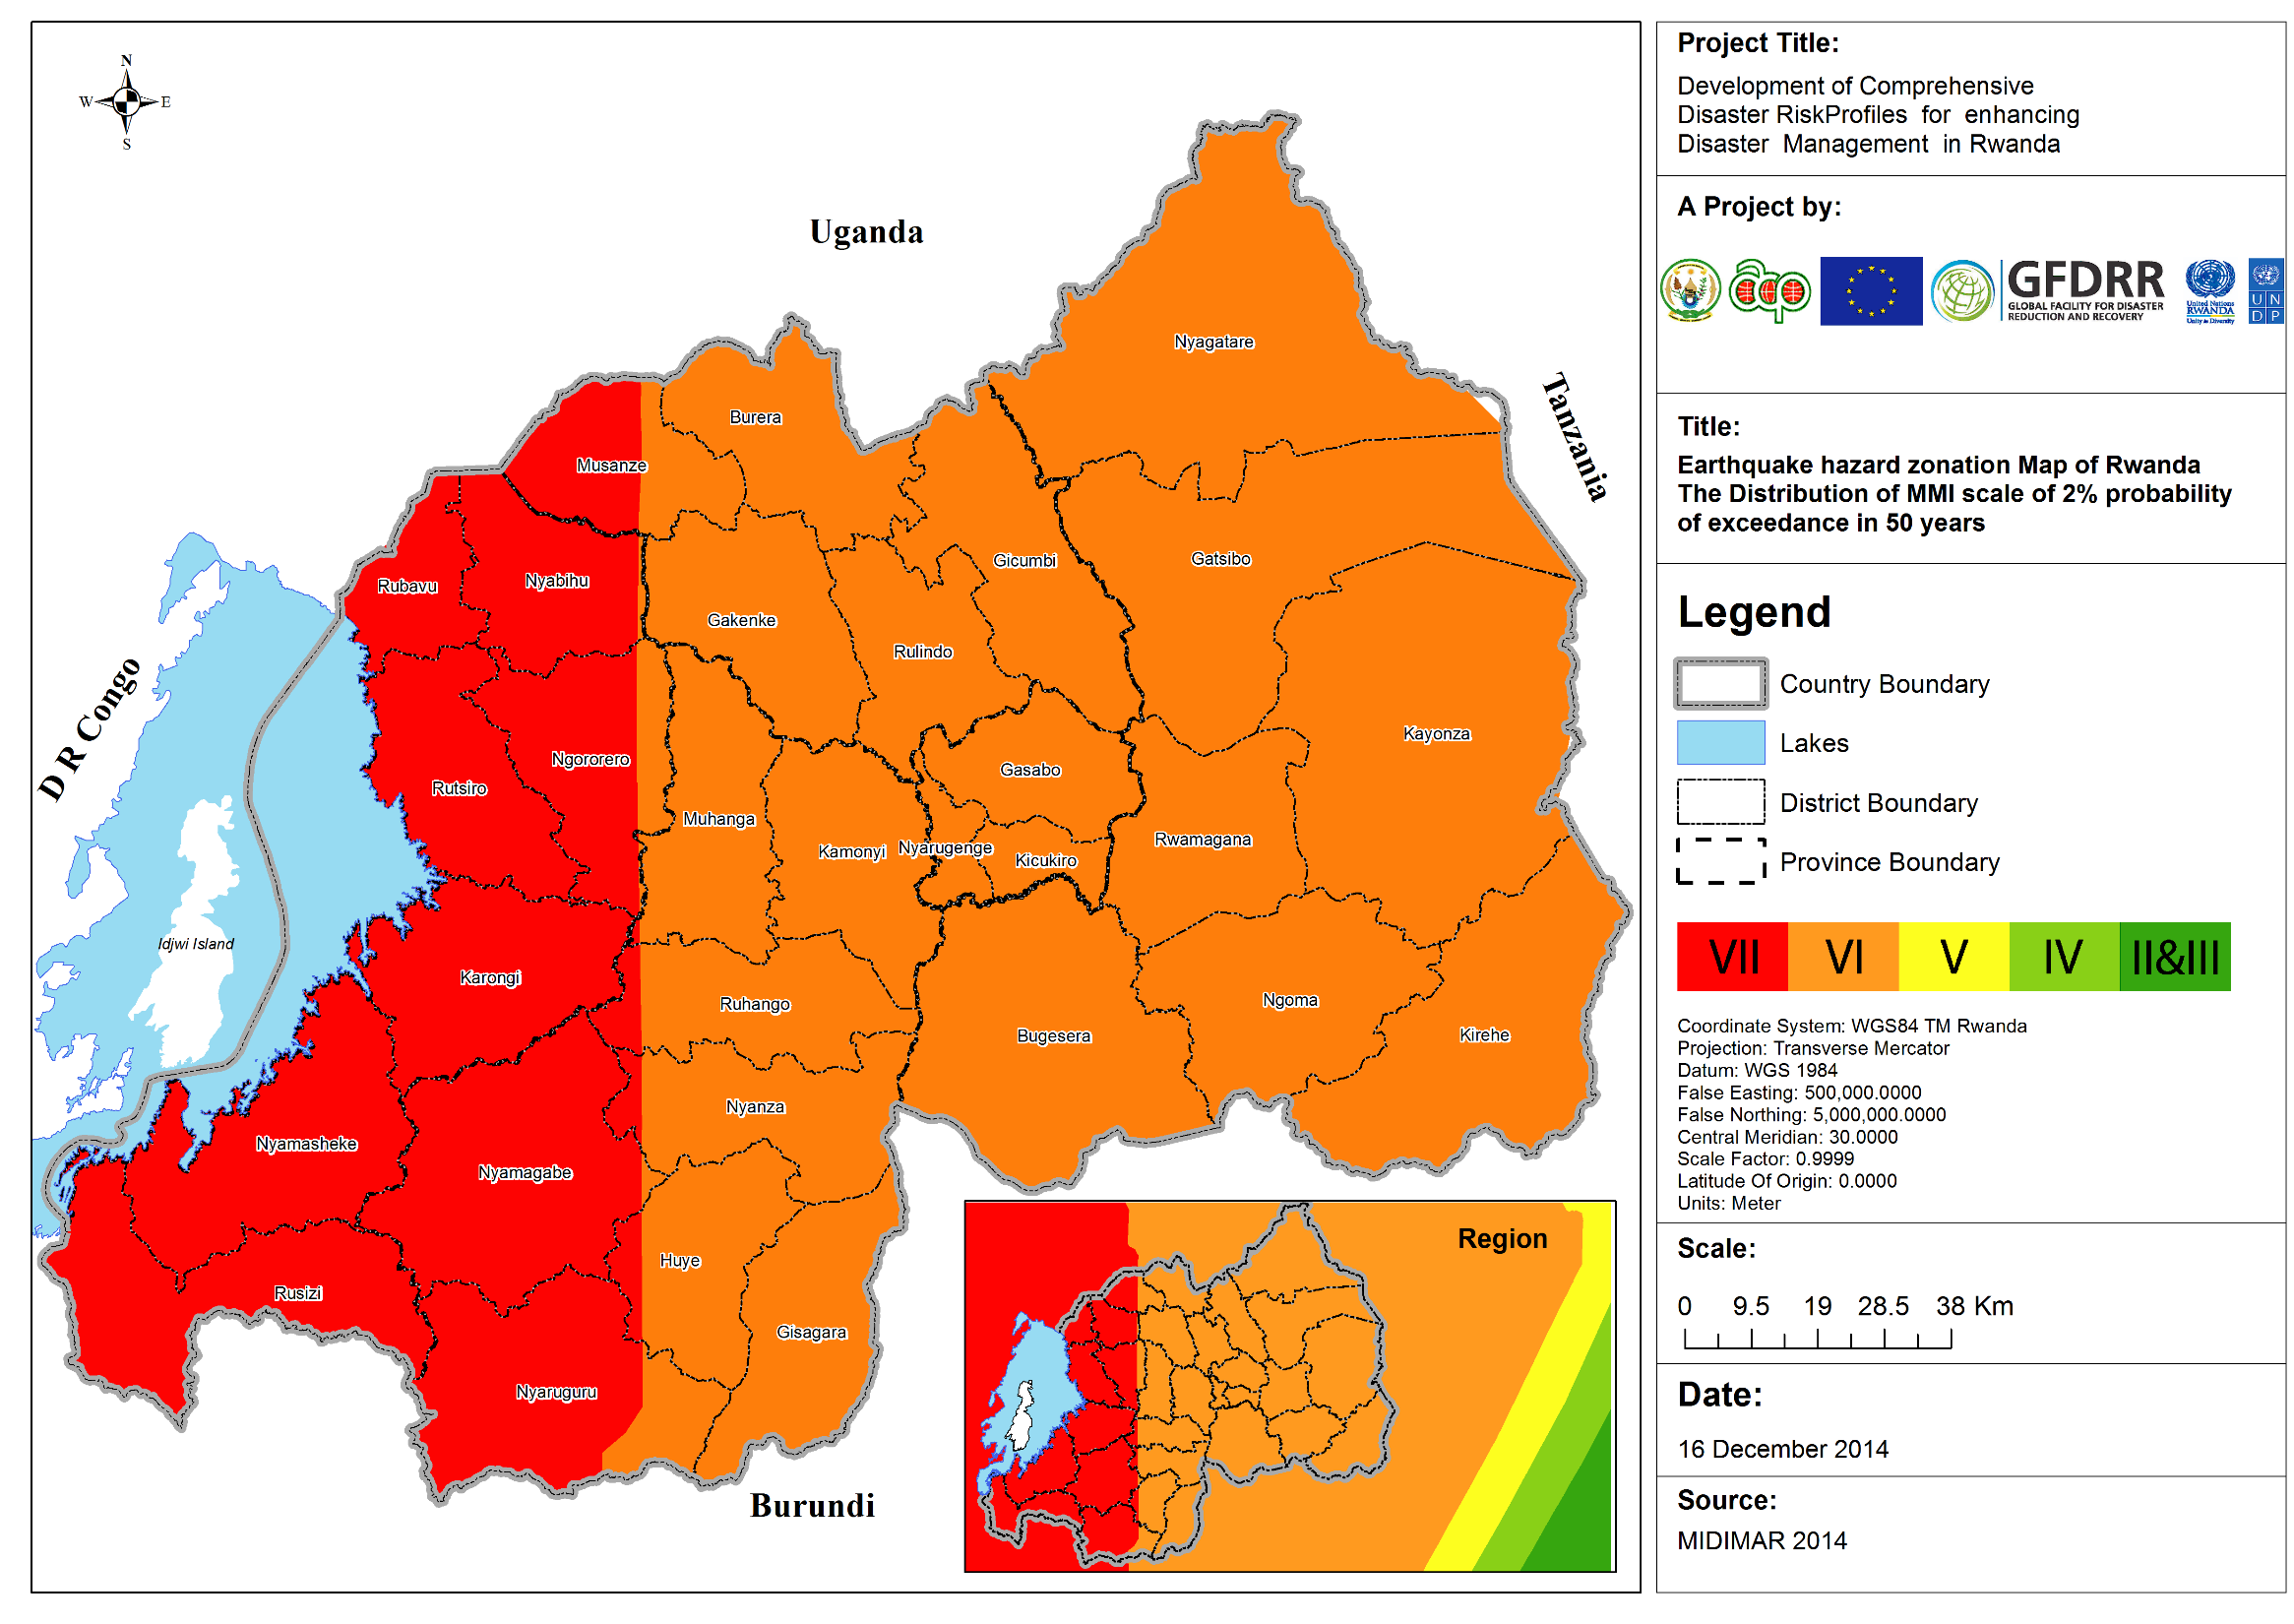 N
W
E
S
Uganda
Tanzania
D R Congo
Burundi
Nyagatare
Burera
Musanze
Gicumbi
Gatsibo
Rubavu
Nyabihu
Gakenke
Rulindo
Kayonza
Ngororero
Gasabo
Rutsiro
Muhanga
Kamonyi
Nyarugenge
Kicukiro
Rwamagana
Idjwi Island
Karongi
Ruhango
Ngoma
Bugesera
Kirehe
Nyanza
Nyamasheke
Nyamagabe
Huye
Rusizi
Gisagara
Nyaruguru
Region
Project Title:
Development of Comprehensive
Disaster RiskProfiles for enhancing
Disaster Management in Rwanda
A Project by:
acp
GFDRR
GLOBAL FACILITY FOR DISASTER
REDUCTION AND RECOVERY
United Nations
RWANDA
Unity in Diversity
U N
D P
Title:
Earthquake hazard zonation Map of Rwanda
The Distribution of MMI scale of 2% probability
of exceedance in 50 years
Legend
Country Boundary
Lakes
District Boundary
Province Boundary
VII VI V IV II&III
Coordinate System: WGS84 TM Rwanda
Projection: Transverse Mercator
Datum: WGS 1984
False Easting: 500,000.0000
False Northing: 5,000,000.0000
Central Meridian: 30.0000
Scale Factor: 0.9999
Latitude Of Origin: 0.0000
Units: Meter
Scale:
0 9.5 19 28.5 38 Km
Date:
16 December 2014
Source:
MIDIMAR 2014